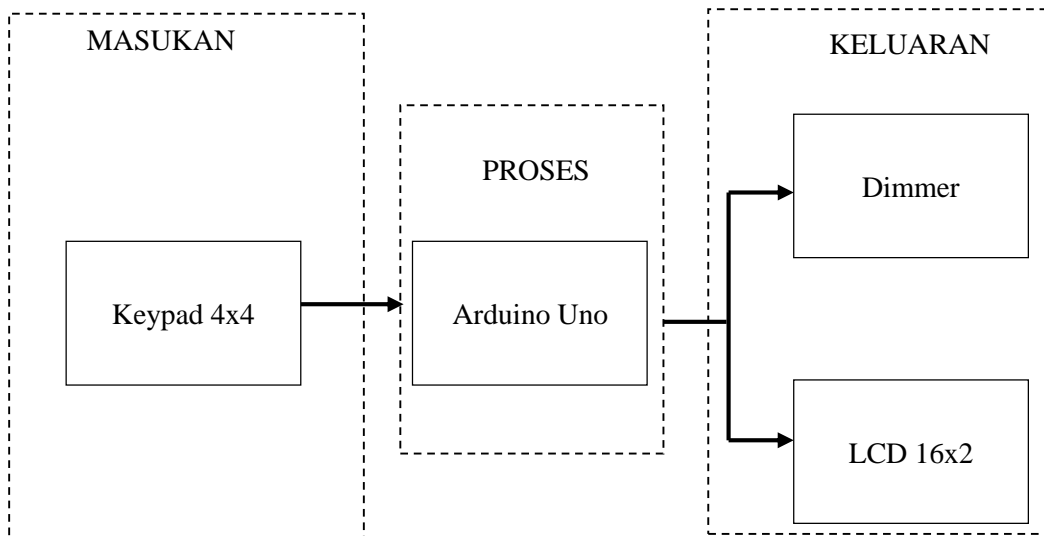 MASUKAN
Keypad 4x4
PROSES
Arduino Uno
KELUARAN
Dimmer
LCD 16x2